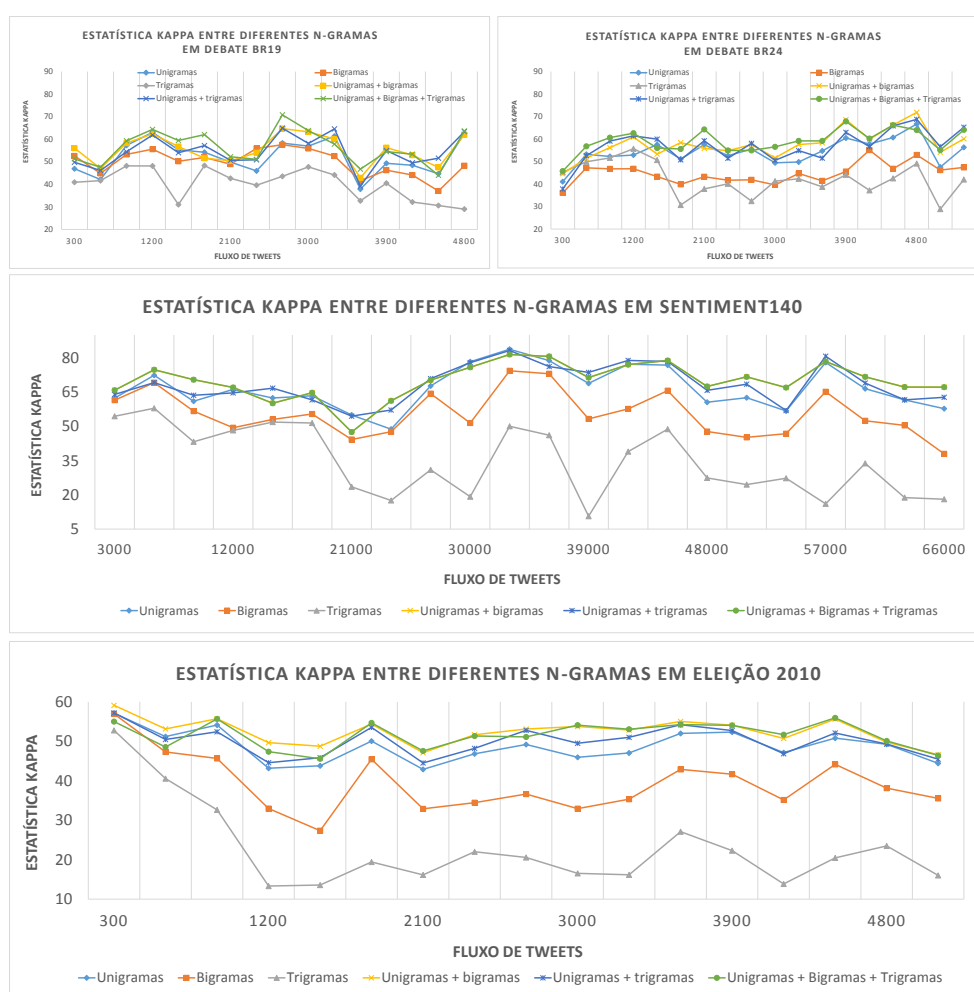 ESTATÍSTICA KAPPA ENTRE DIFERENTES N-GRAMAS
EM DEBATE BR19
Unigramas Bigramas
Trigramas Unigramas + bigramas
Unigramas + trigramas Unigramas + Bigramas + Trigramas
ESTATÍSTICA KAPPA
90
80
70
60
50
40
30
20
300 1200 2100 3000 3900 4800
FLUXO DE TWEETS
ESTATÍSTICA KAPPA ENTRE DIFERENTES N-GRAMAS
EM DEBATE BR24
Unigramas Bigramas
Trigramas Unigramas + bigramas
Unigramas + trigramas Unigramas + Bigramas + Trigramas
ESTATÍSTICA KAPPA
90
80
70
60
50
40
30
20
300 1200 2100 3000 3900 4800
FLUXO DE TWEETS
ESTATÍSTICA KAPPA ENTRE DIFERENTES N-GRAMAS EM SENTIMENT140
ESTATÍSTICA KAPPA
80
65
50
35
20
5
3000 12000 21000 30000 39000 48000 57000 66000
FLUXO DE TWEETS
Unigramas Bigramas Trigramas Unigramas + bigramas Unigramas + trigramas Unigramas + Bigramas + Trigramas
ESTATÍSTICA KAPPA ENTRE DIFERENTES N-GRAMAS EM ELEIÇÃO 2010
ESTATÍSTICA KAPPA
60
50
40
30
20
10
300 1200 2100 3000 3900 4800
FLUXO DE TWEETS
Unigramas Bigramas Trigramas Unigramas + bigramas Unigramas + trigramas Unigramas + Bigramas + Trigramas